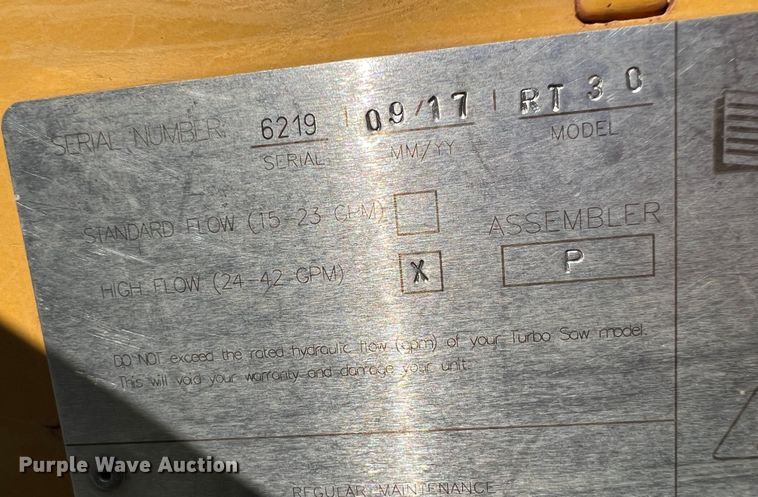 SERIAL NUMBER: 6219 | 09/17 | RT 30
SERIAL MM/YY MODEL
STANDARD FLOW (15-23 GPM)
ASSEMBLER
HIGH FLOW (24-42 GPM) X P
DO NOT exceed the rated hydraulic flow (gpm) of your Turbo Saw model.
This will void your warranty and damage your unit.
REGULAR MAINTENANCE
Purple Wave Auction